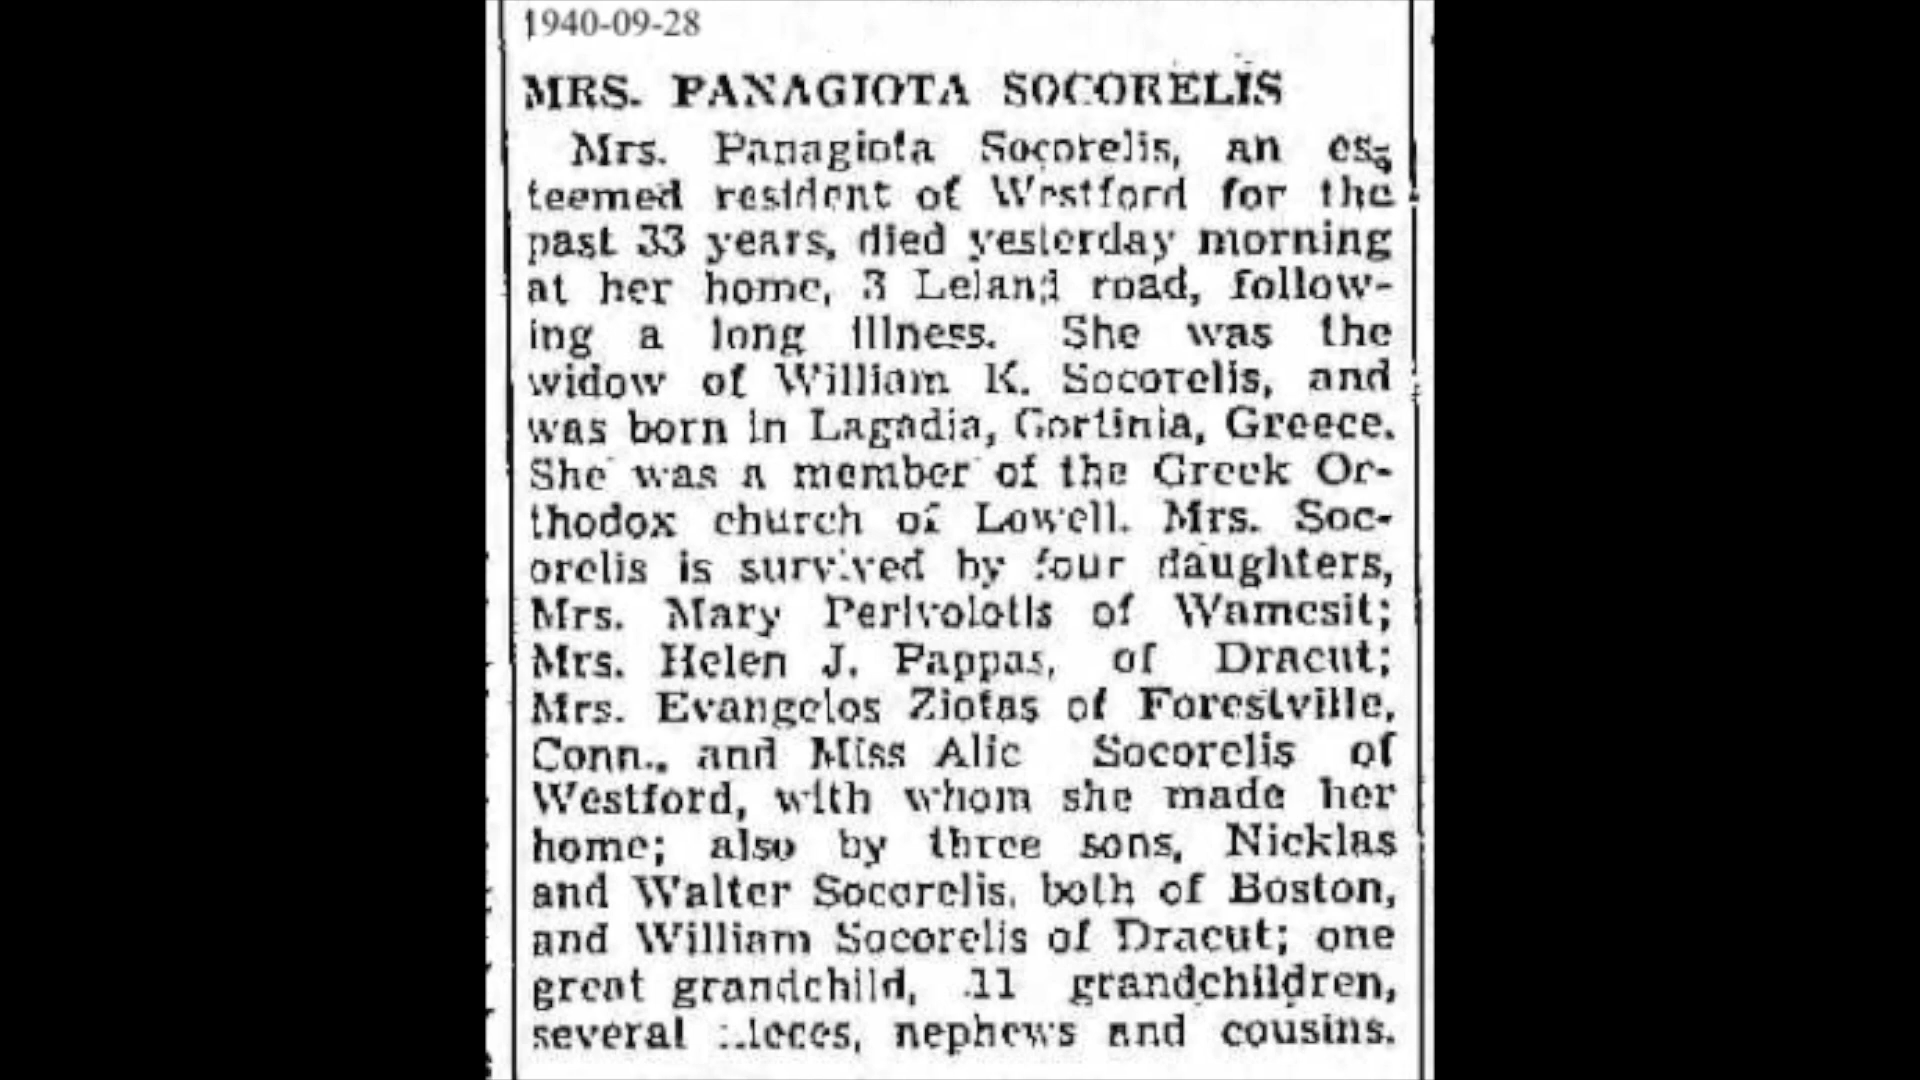 1940-09-28
MRS. PANAGIOTA SOCORELIS
Mrs. Panagiota Socorelis, an es-
teemed resident of Westford for the
past 33 years, died yesterday morning
at her home, 3 Leland road, follow-
ing a long illness. She was the
widow of William K. Socorelis, and
was born in Lagadia, Gortinia, Greece.
She was a member of the Greek Or-
thodox church of Lowell. Mrs. Soc-
orelis is survived by four daughters,
Mrs. Mary Perivolotis of Wamesit;
Mrs. Helen J. Pappas, of Dracut;
Mrs. Evangelos Ziotas of Forestville,
Conn., and Miss Alic Socorelis of
Westford, with whom she made her
home; also by three sons, Nicklas
and Walter Socorelis, both of Boston,
and William Socorelis of Dracut; one
great grandchild, 11 grandchildren,
several nieces, nephews and cousins.